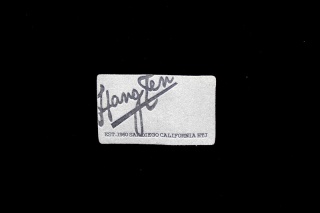 Hang Ten
EST. 1960 SAN DIEGO CALIFORNIA